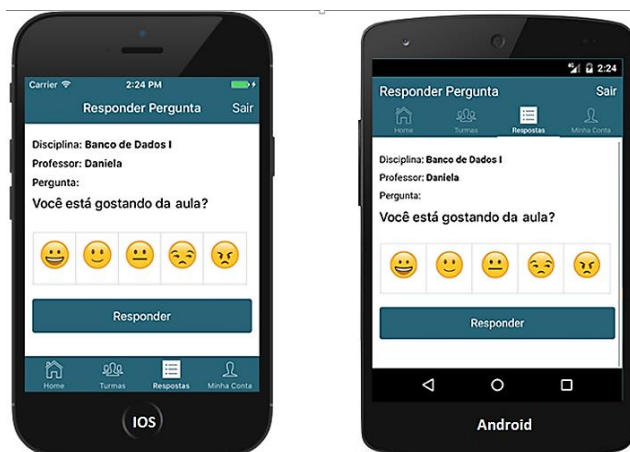 Carrier 2:24 PM
Responder Pergunta Sair
Disciplina: Banco de Dados I
Professor: Daniela
Pergunta:
Você está gostando da aula?
Responder
Home Turmas Respostas Minha Conta
IOS
4G 2:24
Responder Pergunta Sair
Home Turmas Respostas Minha Conta
Disciplina: Banco de Dados I
Professor: Daniela
Pergunta:
Você está gostando da aula?
Responder
Android